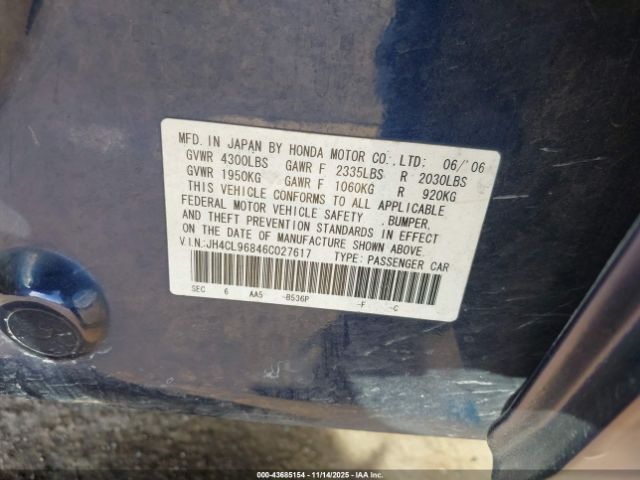 MFD. IN JAPAN BY HONDA MOTOR CO.,LTD: 06/'06
GVWR 4300LBS GAWR F 2335LBS R 2030LBS
GVWR 1950KG GAWR F 1060KG R 920KG
THIS VEHICLE CONFORMS TO ALL APPLICABLE
FEDERAL MOTOR VEHICLE SAFETY , BUMPER,
AND THEFT PREVENTION STANDARDS IN EFFECT
ON THE DATE OF MANUFACTURE SHOWN ABOVE.
VIN:JH4CL96846C027617 TYPE: PASSENGER CAR
SEC 6 AA5 -B536P -F -C
000-43685154 - 11/14/2025 - IAAI.COM